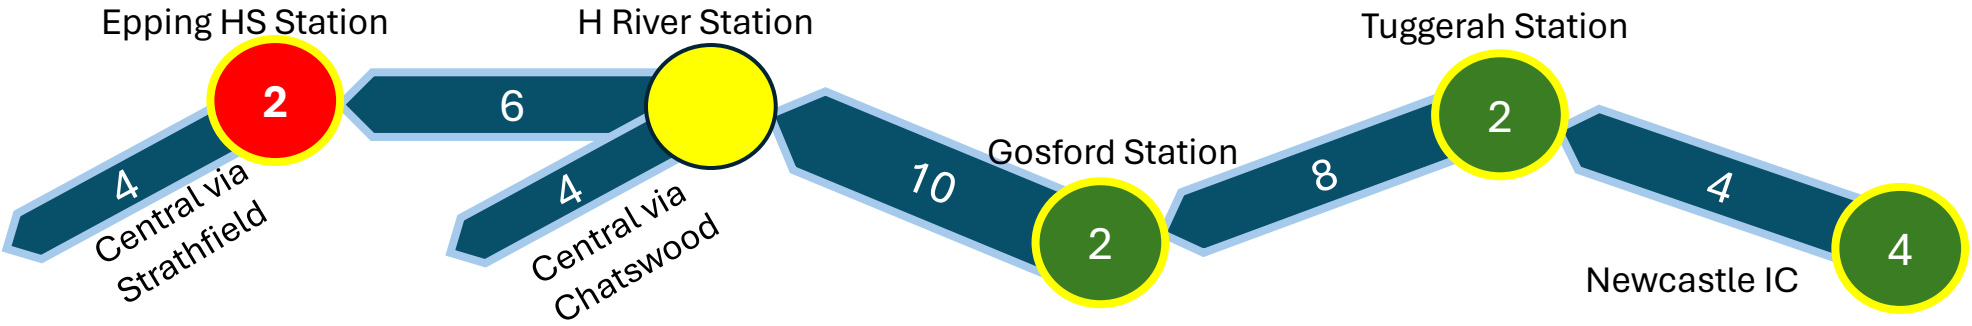 Epping HS Station
H River Station
Tuggerah Station
2
6
2
4
4
10
Gosford Station
8
4
Central via
Strathfield
Central via
Chatswood
2
Newcastle IC
4